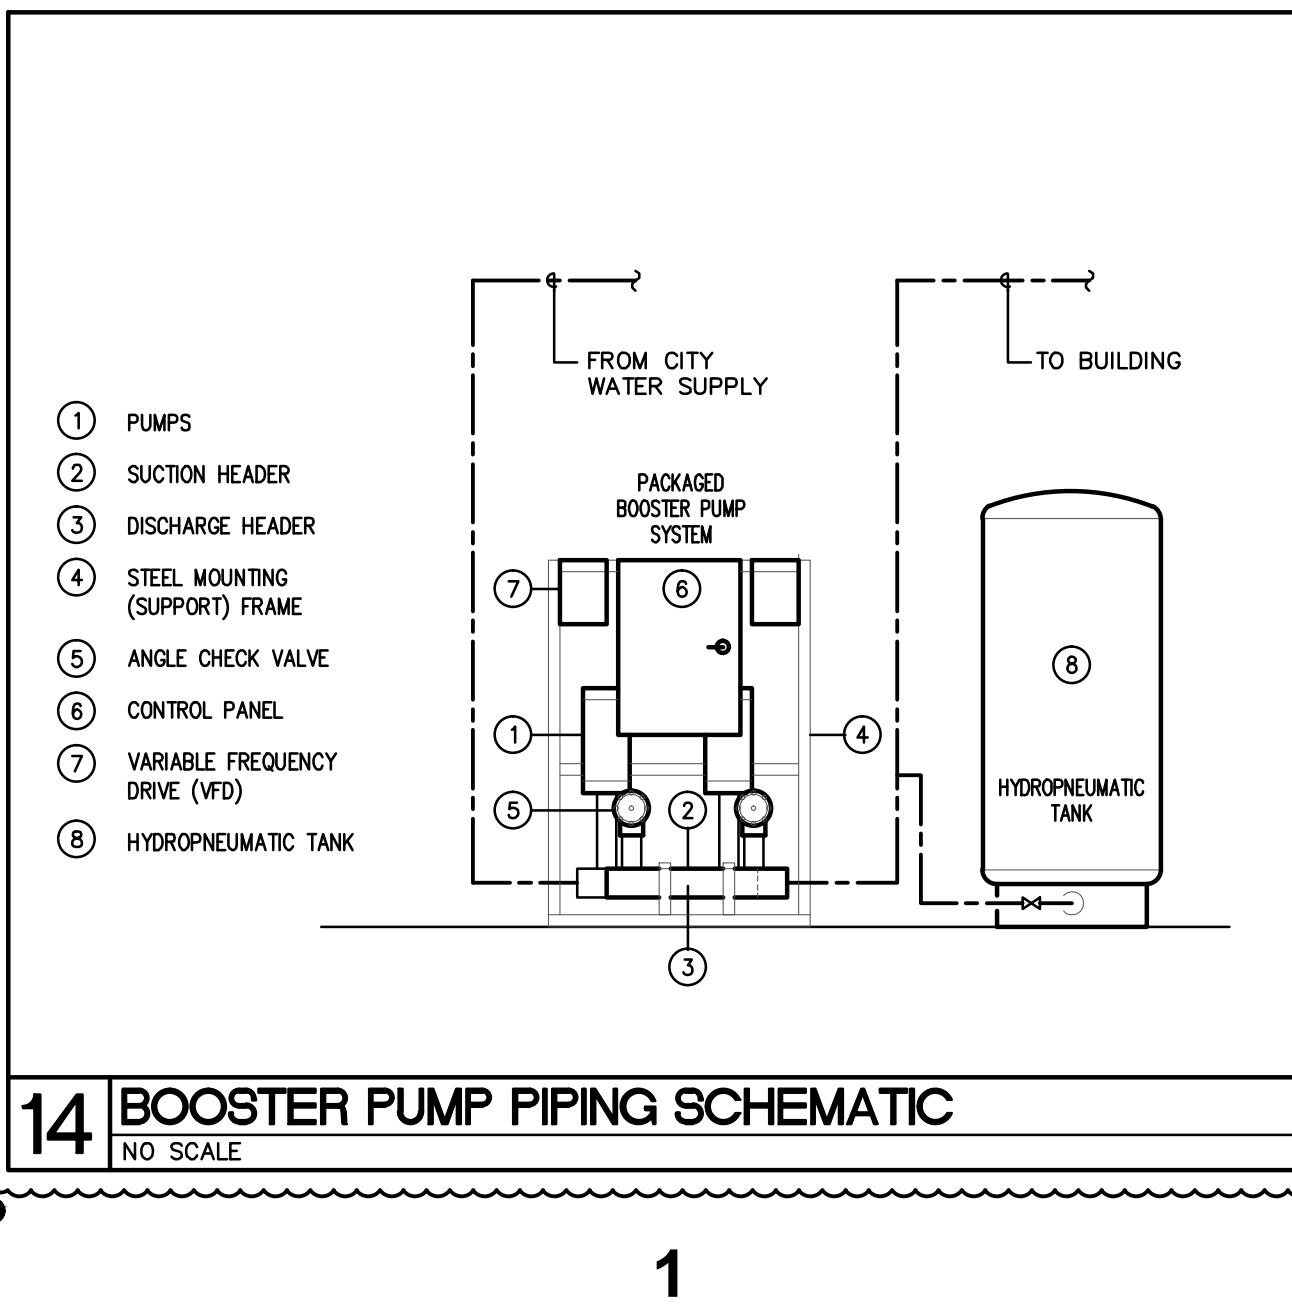 FROM CITY
WATER SUPPLY
TO BUILDING
1 PUMPS
2 SUCTION HEADER
3 DISCHARGE HEADER
4 STEEL MOUNTING
(SUPPORT) FRAME
5 ANGLE CHECK VALVE
6 CONTROL PANEL
7 VARIABLE FREQUENCY
DRIVE (VFD)
8 HYDROPNEUMATIC TANK
PACKAGED
BOOSTER PUMP
SYSTEM
7
6
1
4
5
2
3
8
HYDROPNEUMATIC
TANK
14 BOOSTER PUMP PIPING SCHEMATIC
NO SCALE
1